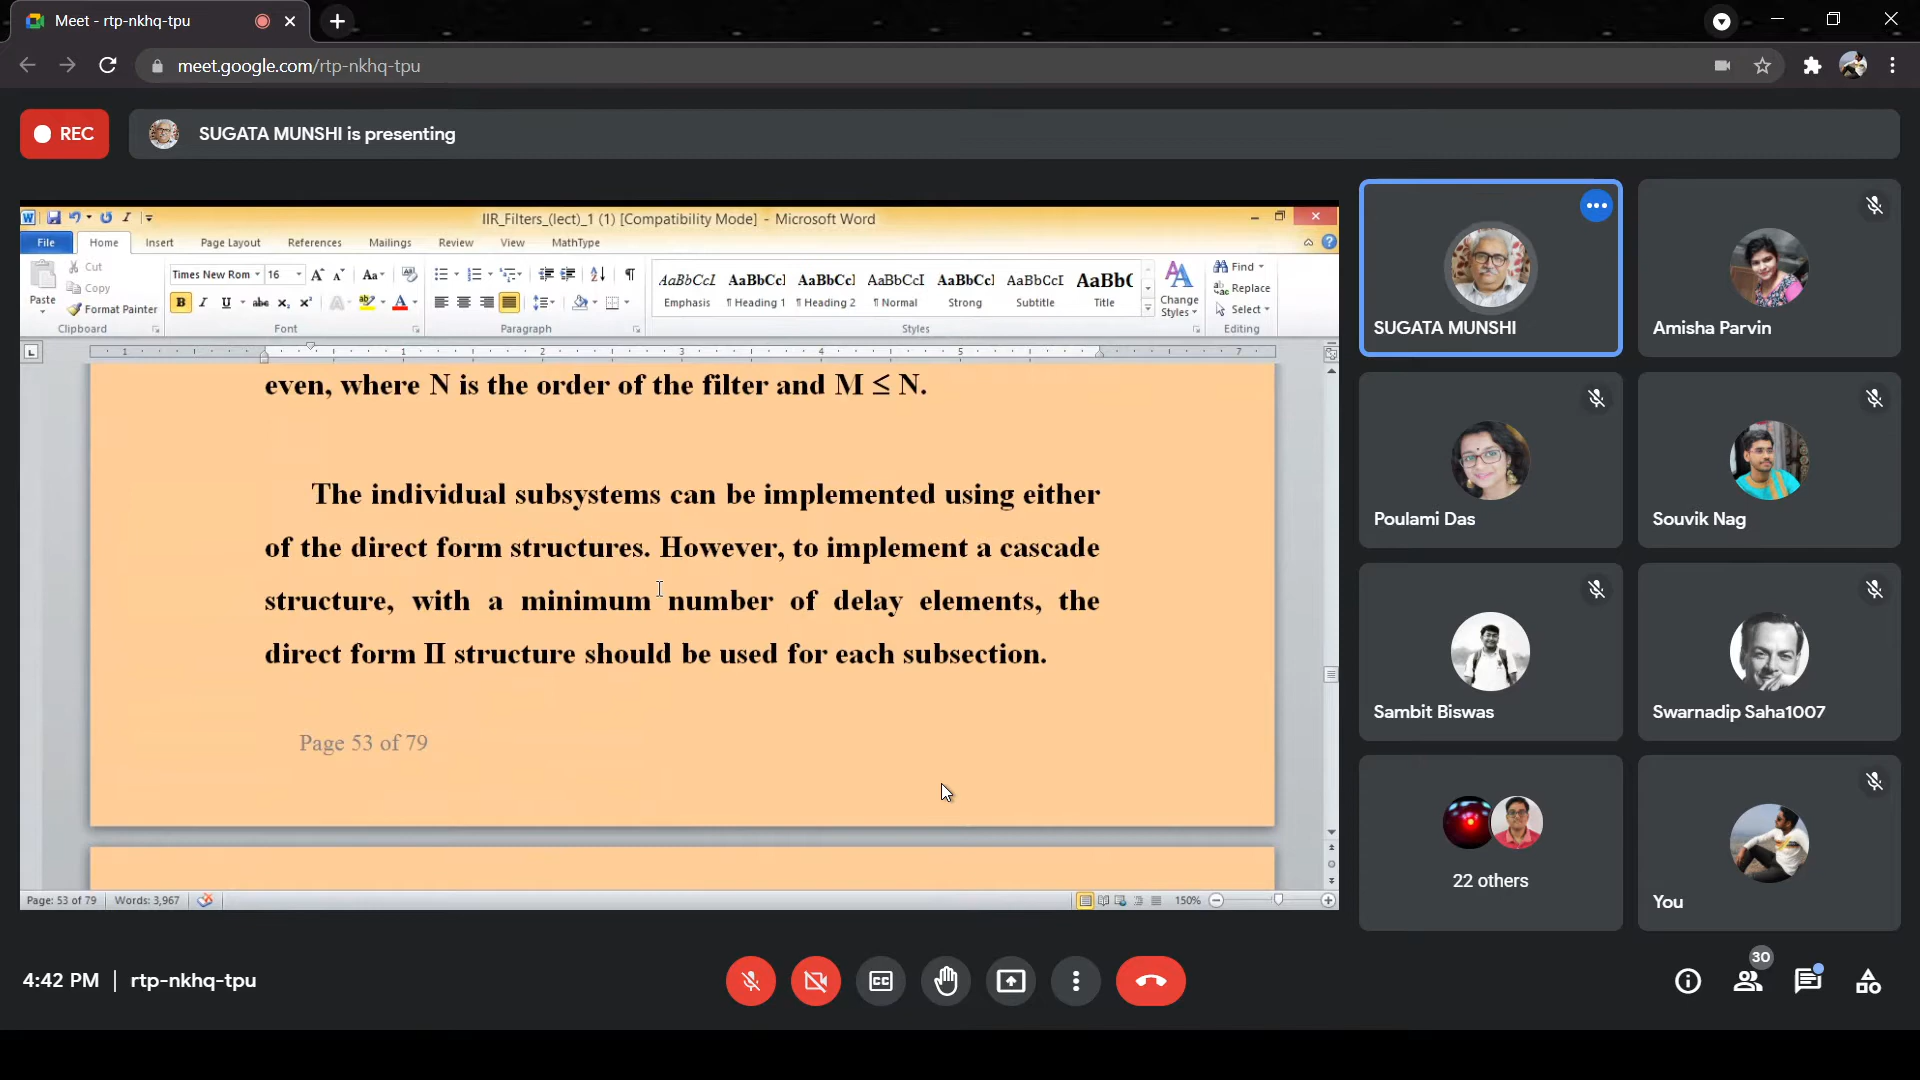 Meet - rtp-nkhq-tpu
meet.google.com/rtp-nkhq-tpu
REC
SUGATA MUNSHI is presenting
IIR_Filters_(lect)_1 (1) [Compatibility Mode] - Microsoft Word
File Home Insert Page Layout References Mailings Review View MathType
Paste
Cut
Copy
Format Painter
Clipboard
Times New Rom 16
Font
Paragraph
AaBbCcI AaBbCcI AaBbCcI AaBbCcI AaBbCcI AaBbCcI AaBb(
Emphasis ¶ Heading 1 ¶ Heading 2 ¶ Normal Strong Subtitle Title
Change Styles
Styles
Find
Replace
Select
Editing
even, where N is the order of the filter and M ≤ N.
The individual subsystems can be implemented using either
of the direct form structures. However, to implement a cascade
structure, with a minimum number of delay elements, the
direct form II structure should be used for each subsection.
Page 53 of 79
Page: 53 of 79 Words: 3,967 150%
SUGATA MUNSHI
Amisha Parvin
Poulami Das
Souvik Nag
Sambit Biswas
Swarnadip Saha1007
22 others
You
4:42 PM | rtp-nkhq-tpu
30